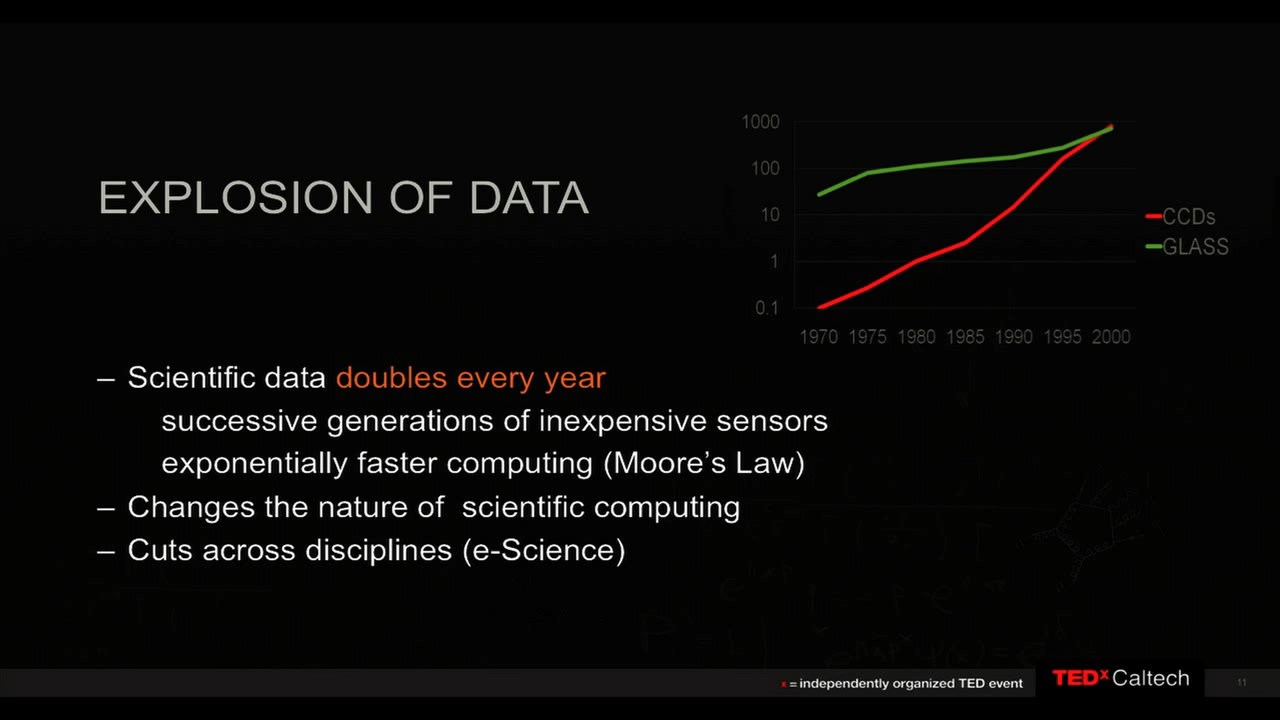 EXPLOSION OF DATA
1000
100
10
1
0.1
1970 1975 1980 1985 1990 1995 2000
CCDs
GLASS
– Scientific data doubles every year
successive generations of inexpensive sensors
exponentially faster computing (Moore's Law)
– Changes the nature of scientific computing
– Cuts across disciplines (e-Science)
x = independently organized TED event
TEDx Caltech
11